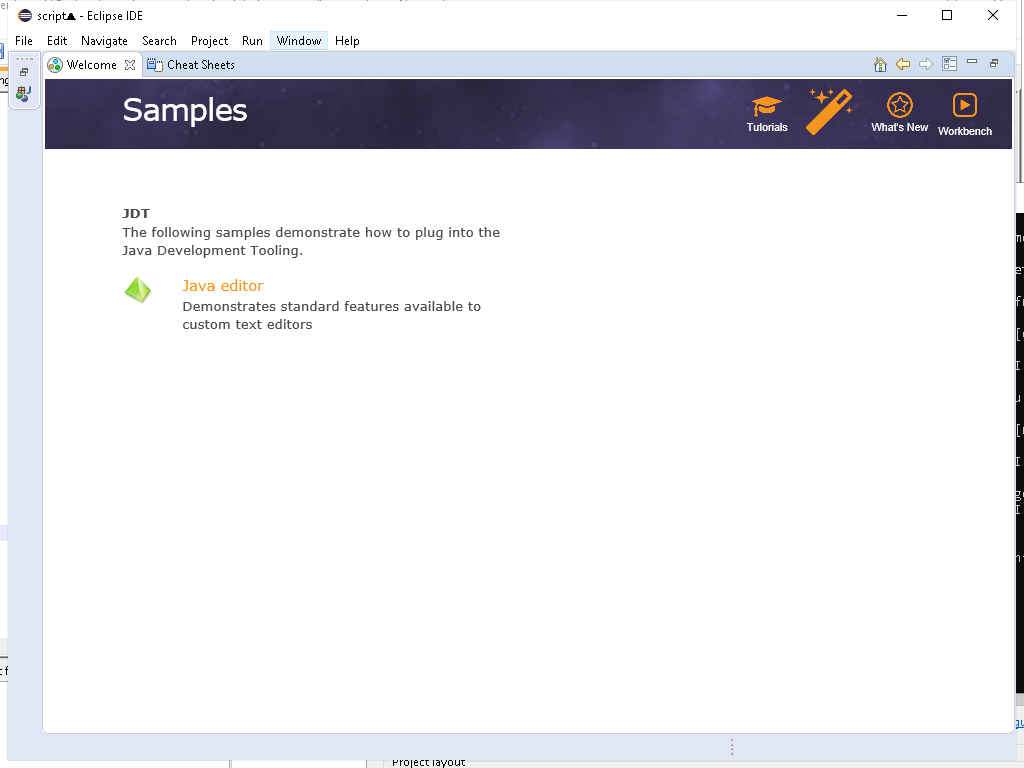 script▲ - Eclipse IDE
File Edit Navigate Search Project Run Window Help
Welcome Cheat Sheets
Samples
Tutorials What's New Workbench
JDT
The following samples demonstrate how to plug into the
Java Development Tooling.
Java editor
Demonstrates standard features available to
custom text editors
Project layout